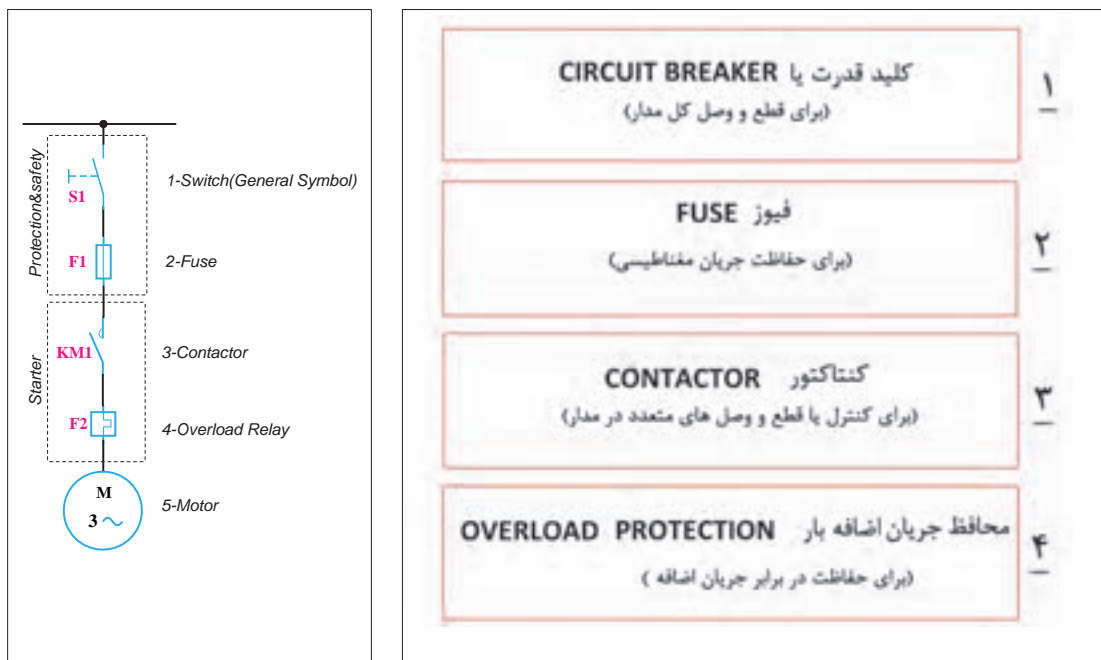 Protection&safety
S1
1-Switch(General Symbol)
F1
2-Fuse
Starter
KM1
3-Contactor
F2
4-Overload Relay
M
3
5-Motor
۱
کلید قدرت یا CIRCUIT BREAKER
(برای قطع و وصل کل مدار)
۲
فیوز FUSE
(برای حفاظت جریان مغناطیسی)
۳
کنتاکتور CONTACTOR
(برای کنترل یا قطع و وصل های متعدد در مدار)
۴
محافظ جریان اضافه بار OVERLOAD PROTECTION
(برای حفاظت در برابر جریان اضافه )